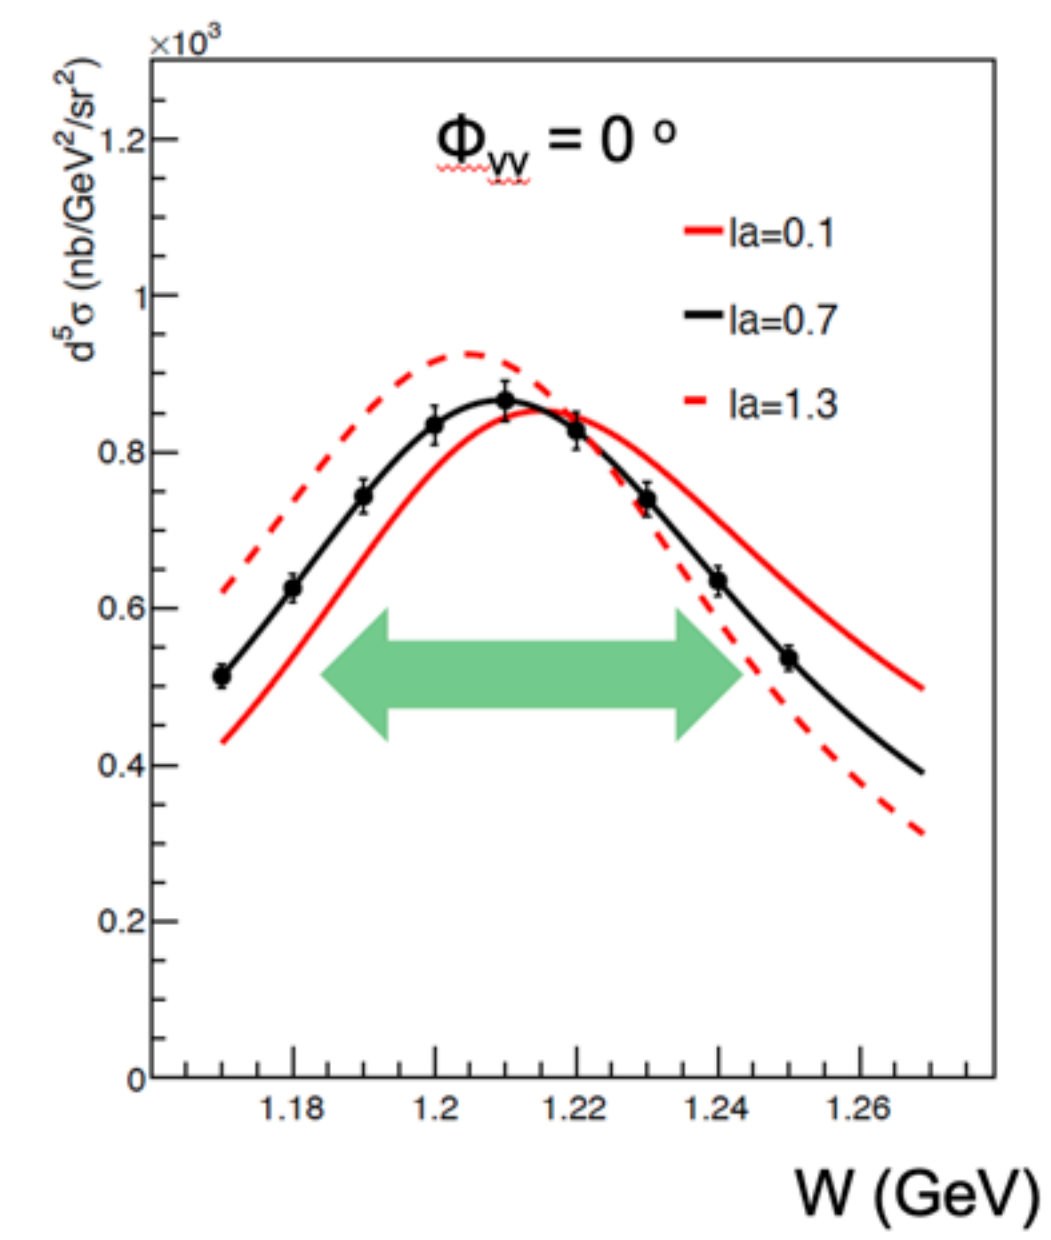 ×10³
d⁵σ (nb/GeV²/sr²)
Φᵧᵧ = 0 °
la=0.1
la=0.7
la=1.3
1.2
1
0.8
0.6
0.4
0.2
0
1.18 1.2 1.22 1.24 1.26
W (GeV)